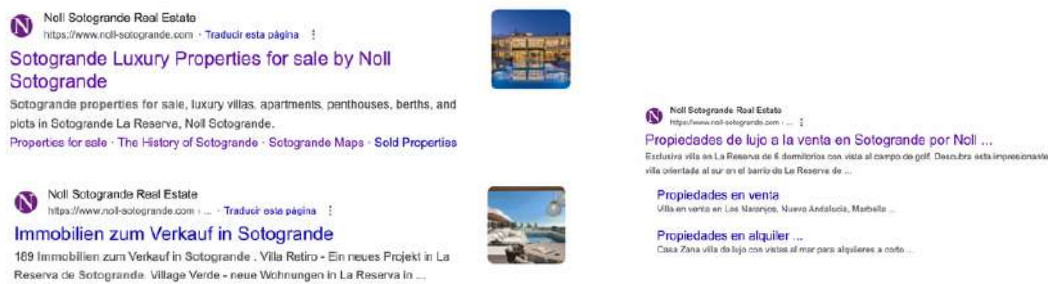 Noll Sotogrande Real Estate
https://www.noll-sotogrande.com · Traducir esta página
Sotogrande Luxury Properties for sale by Noll
Sotogrande
Sotogrande properties for sale, luxury villas, apartments, penthouses, berths, and
plots in Sotogrande La Reserva, Noll Sotogrande.
Properties for sale · The History of Sotogrande · Sotogrande Maps · Sold Properties
Noll Sotogrande Real Estate
https://www.noll-sotogrande.com › ... · Traducir esta página
Immobilien zum Verkauf in Sotogrande
189 Immobilien zum Verkauf in Sotogrande . Villa Retiro - Ein neues Projekt in La
Reserva de Sotogrande. Village Verde - neue Wohnungen in La Reserva in ...
Noll Sotogrande Real Estate
https://www.noll-sotogrande.com › ...
Propiedades de lujo a la venta en Sotogrande por Noll ...
Exclusiva villa en La Reserva de 6 dormitorios con vista al campo de golf. Descubra esta impresionante
villa orientada al sur en el barrio de La Reserva de ...
Propiedades en venta
Villa en venta en Los Naranjos, Nueva Andalucía, Marbella ...
Propiedades en alquiler ...
Casa Zana villa de lujo con vistas al mar para alquileres a corto ...